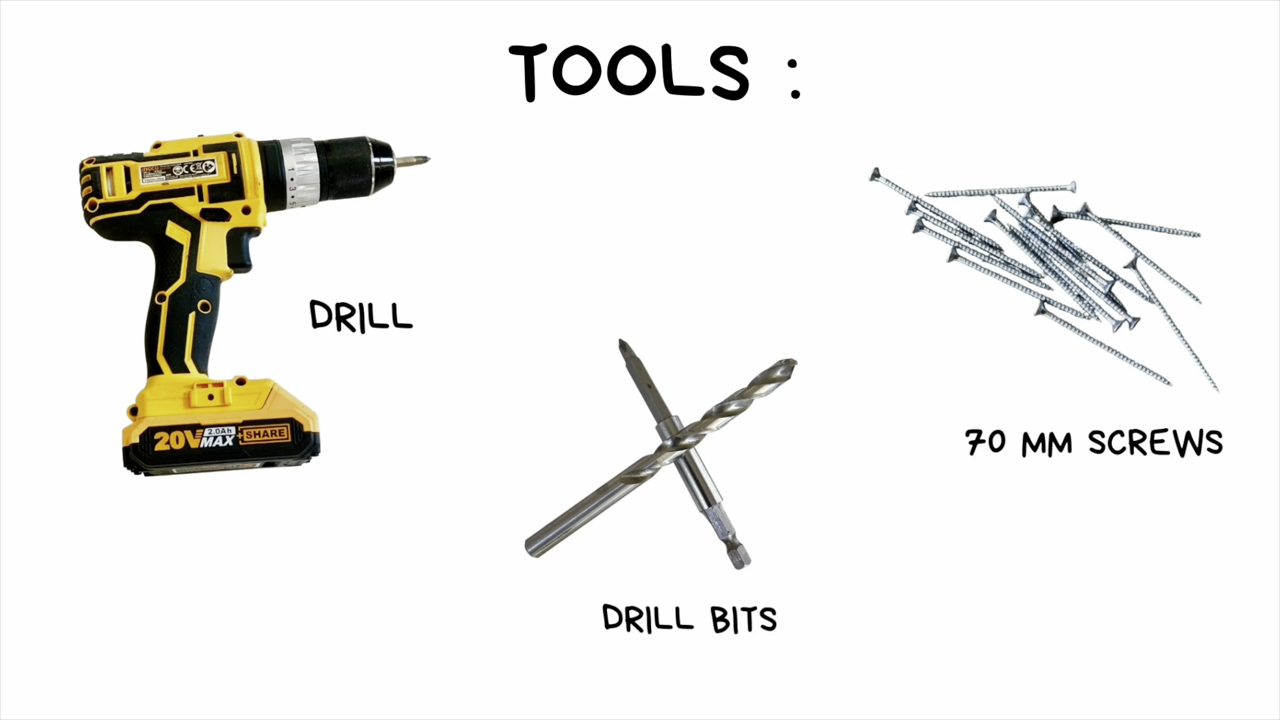 TOOLS :
DRILL
20V MAX
2.0Ah
SHARE
70 MM SCREWS
DRILL BITS